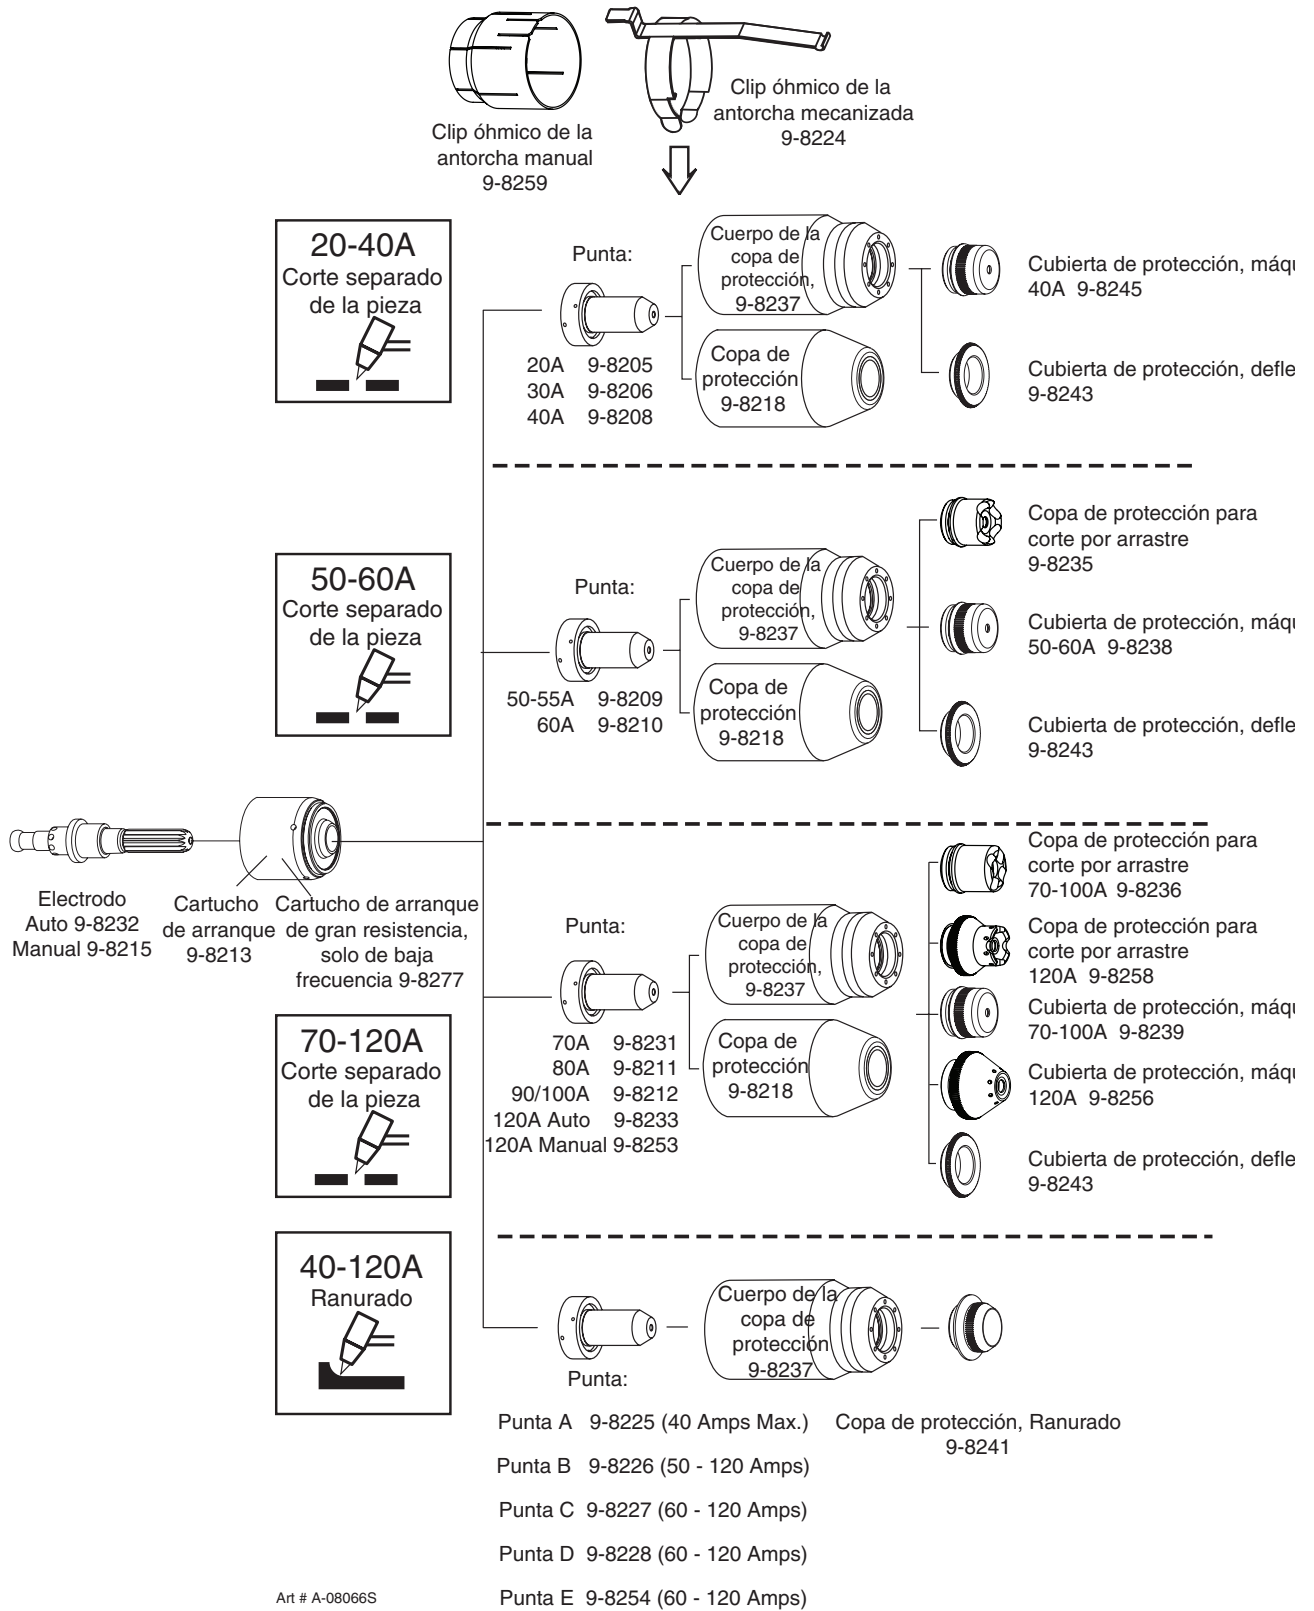 Clip óhmico de la
antorcha manual
9-8259
Clip óhmico de la
antorcha mecanizada
9-8224
20-40A
Corte separado
de la pieza
Punta:
20A 9-8205
30A 9-8206
40A 9-8208
Cuerpo de la
copa de
protección,
9-8237
Copa de
protección
9-8218
Cubierta de protección, máqu
40A 9-8245
Cubierta de protección, defle
9-8243
50-60A
Corte separado
de la pieza
Punta:
50-55A 9-8209
60A 9-8210
Cuerpo de la
copa de
protección,
9-8237
Copa de
protección
9-8218
Copa de protección para
corte por arrastre
9-8235
Cubierta de protección, máqu
50-60A 9-8238
Cubierta de protección, defle
9-8243
Electrodo
Auto 9-8232
Manual 9-8215
Cartucho
de arranque
9-8213
Cartucho de arranque
de gran resistencia,
solo de baja
frecuencia 9-8277
70-120A
Corte separado
de la pieza
Punta:
70A 9-8231
80A 9-8211
90/100A 9-8212
120A Auto 9-8233
120A Manual 9-8253
Cuerpo de la
copa de
protección,
9-8237
Copa de
protección
9-8218
Copa de protección para
corte por arrastre
70-100A 9-8236
Copa de protección para
corte por arrastre
120A 9-8258
Cubierta de protección, máqu
70-100A 9-8239
Cubierta de protección, máqu
120A 9-8256
Cubierta de protección, defle
9-8243
40-120A
Ranurado
Punta:
Cuerpo de la
copa de
protección
9-8237
Punta A 9-8225 (40 Amps Max.)
Punta B 9-8226 (50 - 120 Amps)
Punta C 9-8227 (60 - 120 Amps)
Punta D 9-8228 (60 - 120 Amps)
Punta E 9-8254 (60 - 120 Amps)
Copa de protección, Ranurado
9-8241
Art # A-08066S